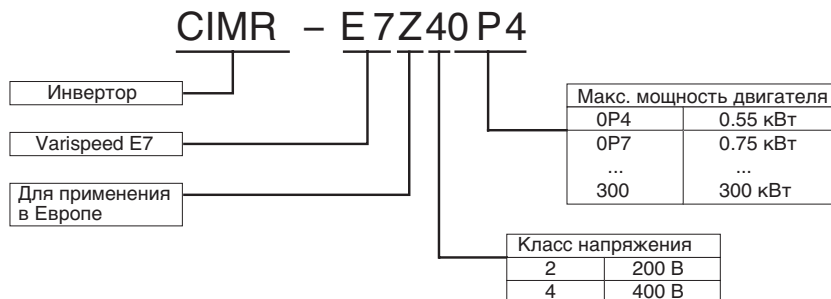 CIMR – E7Z40P4
Инвертор
Varispeed E7
Для применения
в Европе
Макс. мощность двигателя
0P4 0.55 кВт
0P7 0.75 кВт
... ...
300 300 кВт
Класс напряжения
2 200 В
4 400 В